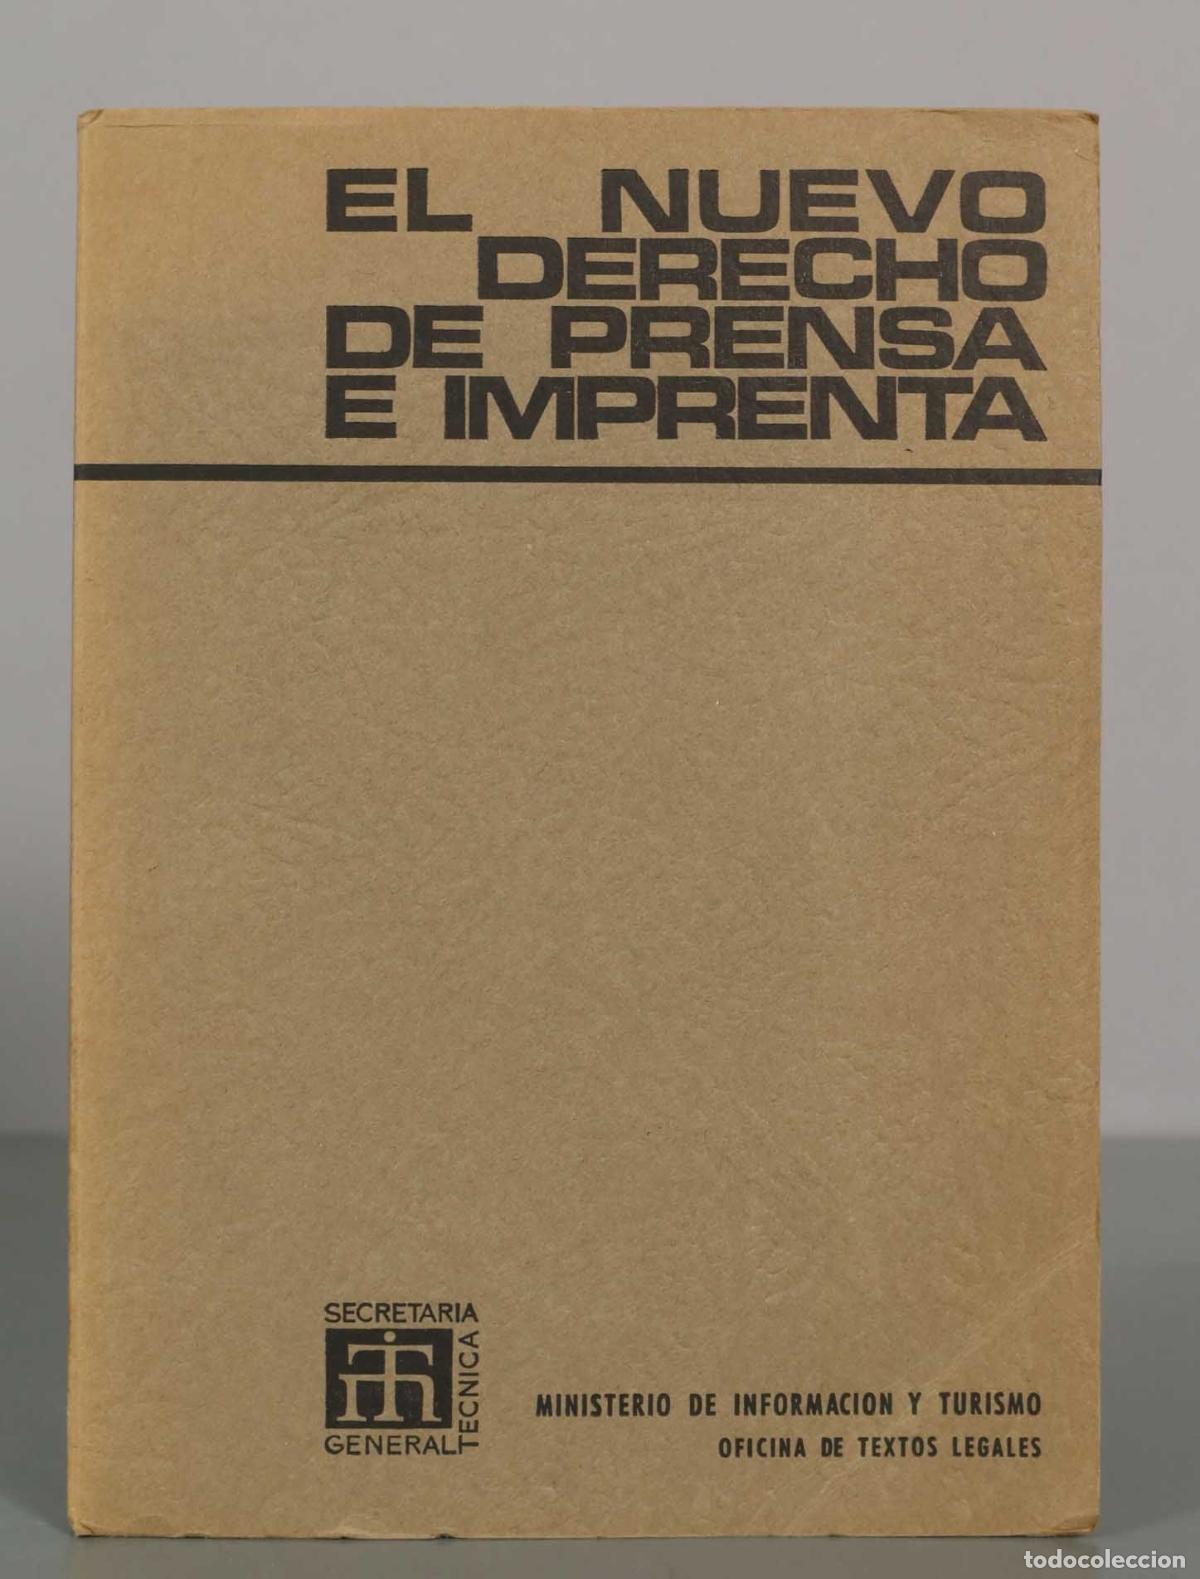 EL NUEVO
DERECHO
DE PRENSA
E IMPRENTA
SECRETARIA
GENERAL
TECNICA
MINISTERIO DE INFORMACION Y TURISMO
OFICINA DE TEXTOS LEGALES
todocoleccion